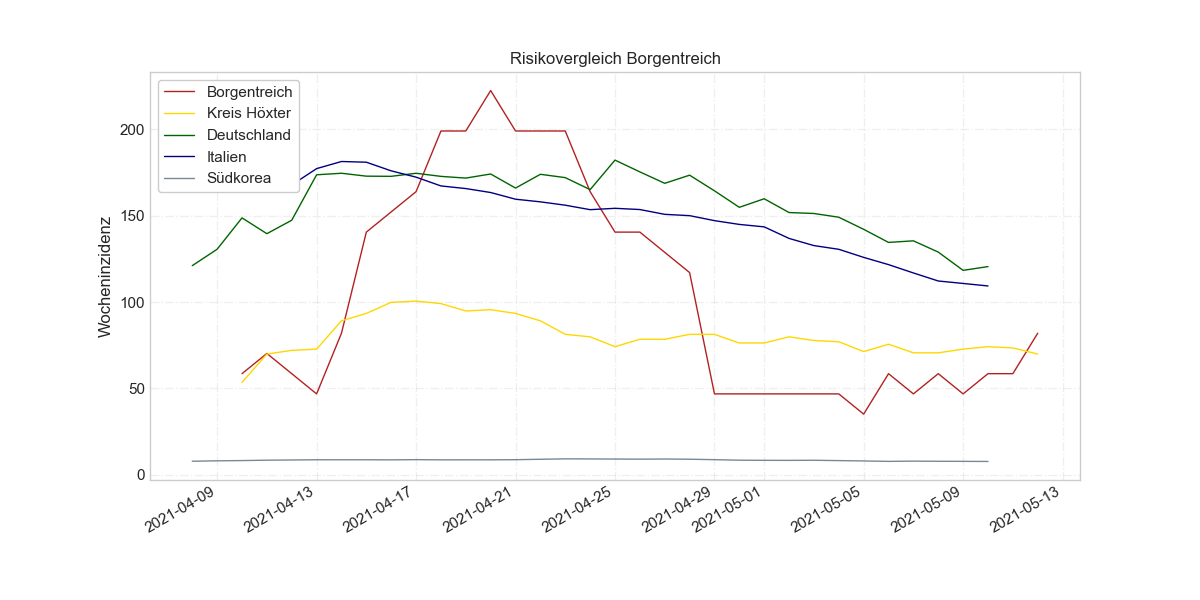 Risikovergleich Borgentreich
Borgentreich
Kreis Höxter
Deutschland
Italien
Südkorea
Wocheninzidenz
200
150
100
50
0
2021-04-09
2021-04-13
2021-04-17
2021-04-21
2021-04-25
2021-04-29
2021-05-01
2021-05-05
2021-05-09
2021-05-13